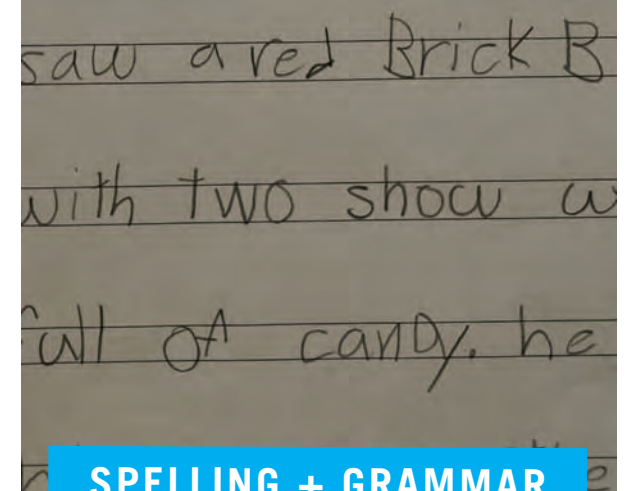 saw a red Brick B
with two show w
full of candy. he
SPELLING + GRAMMAR